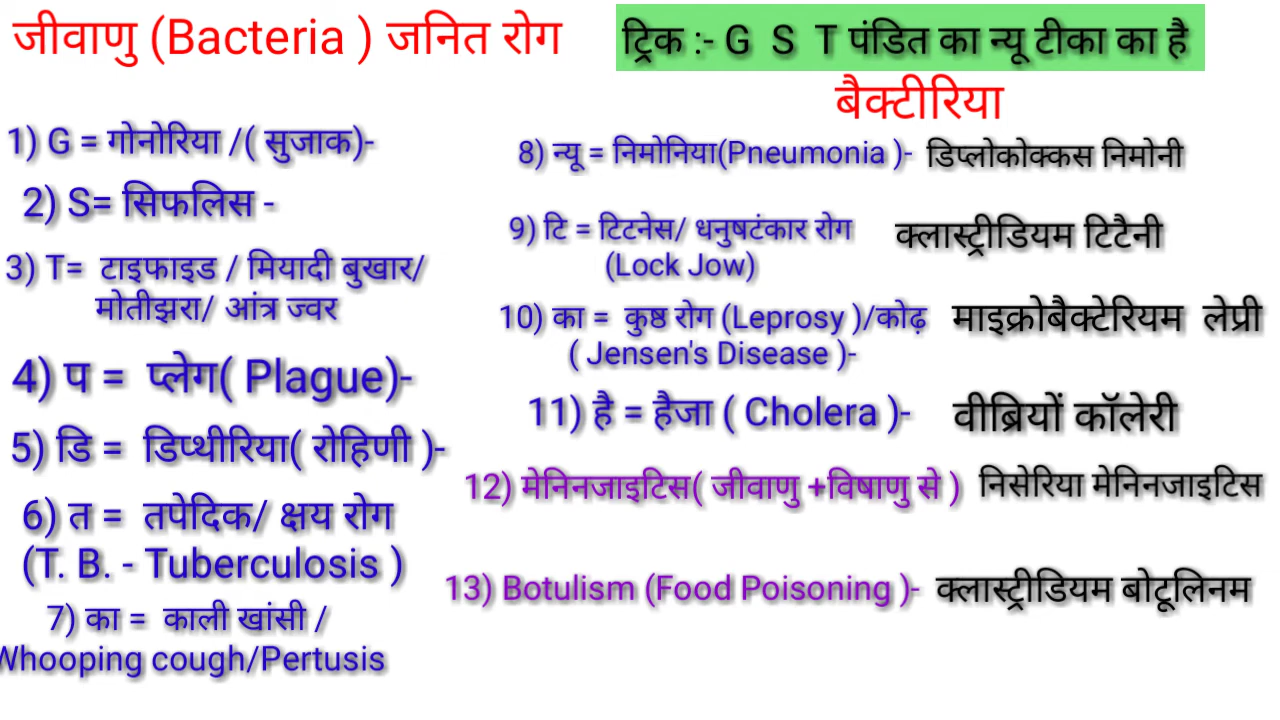 जीवाणु (Bacteria ) जनित रोग
ट्रिक :- G S T पंडित का न्यू टीका का है
बैक्टीरिया
1) G = गोनोरिया /( सुजाक)-
2) S= सिफलिस -
3) T= टाइफाइड / मियादी बुखार/
मोतीझरा/ आंत्र ज्वर
4) प = प्लेग( Plague)-
5) डि = डिप्थीरिया( रोहिणी )-
6) त = तपेदिक/ क्षय रोग
(T. B. - Tuberculosis )
7) का = काली खांसी /
Whooping cough/Pertusis
8) न्यू = निमोनिया(Pneumonia )- डिप्लोकोक्कस निमोनी
9) टि = टिटनेस/ धनुषटंकार रोग क्लास्ट्रीडियम टिटैनी
(Lock Jow)
10) का = कुष्ठ रोग (Leprosy )/कोढ़ माइक्रोबैक्टेरियम लेप्री
( Jensen's Disease )-
11) है = हैजा ( Cholera )- वीब्रियों कॉलेरी
12) मेनिनजाइटिस( जीवाणु +विषाणु से ) निसेरिया मेनिनजाइटिस
13) Botulism (Food Poisoning )- क्लास्ट्रीडियम बोटूलिनम